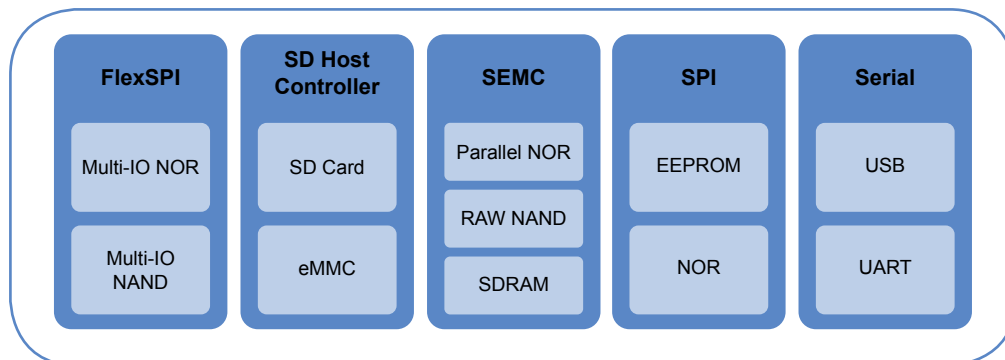 FlexSPI
Multi-IO NOR
Multi-IO
NAND
SD Host
Controller
SD Card
eMMC
SEMC
Parallel NOR
RAW NAND
SDRAM
SPI
EEPROM
NOR
Serial
USB
UART